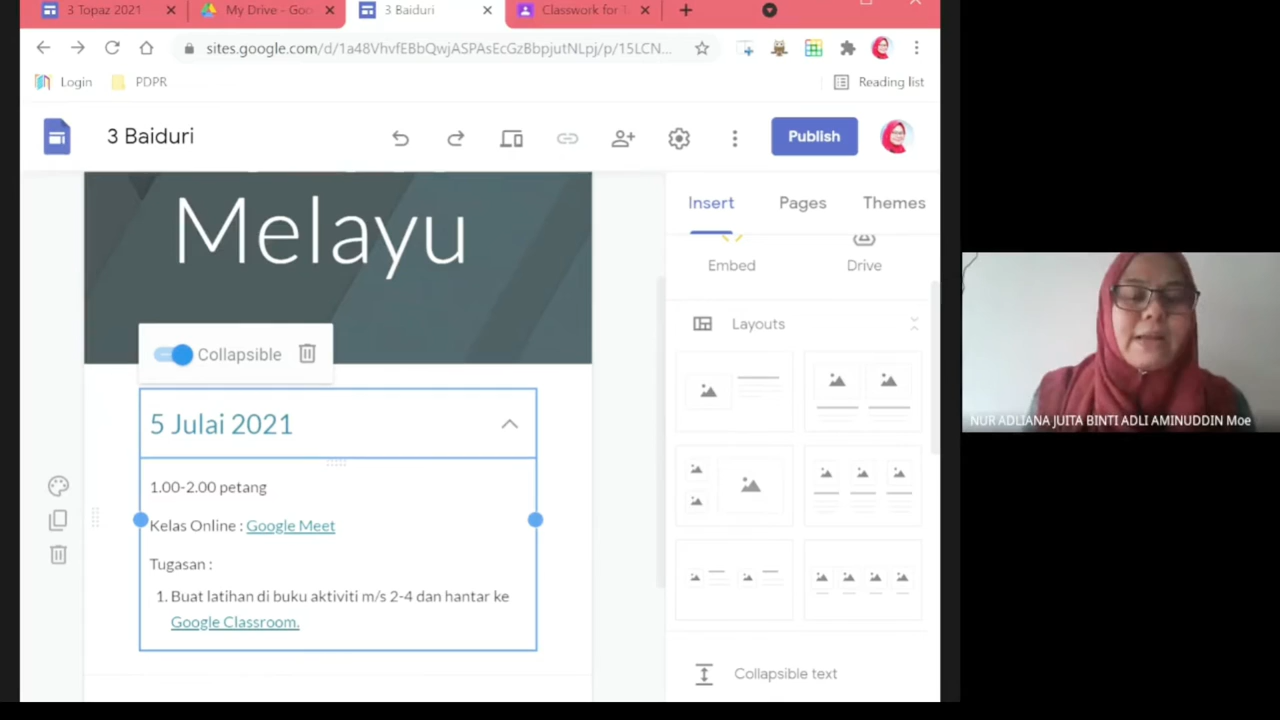 3 Topaz 2021
My Drive - Goo
3 Baiduri
Classwork for T
sites.google.com/d/1a48VhvfEBbQwjASPAsEcGzBbpjutNLpj/p/15LCN...
Login
PDPR
Reading list
3 Baiduri
Publish
Melayu
Insert
Pages
Themes
Embed
Drive
Layouts
Collapsible
5 Julai 2021
1.00-2.00 petang
Kelas Online : Google Meet
Tugasan :
1. Buat latihan di buku aktiviti m/s 2-4 dan hantar ke
Google Classroom.
Collapsible text
NUR ADLIANA JUITA BINTI ADLI AMINUDDIN Moe